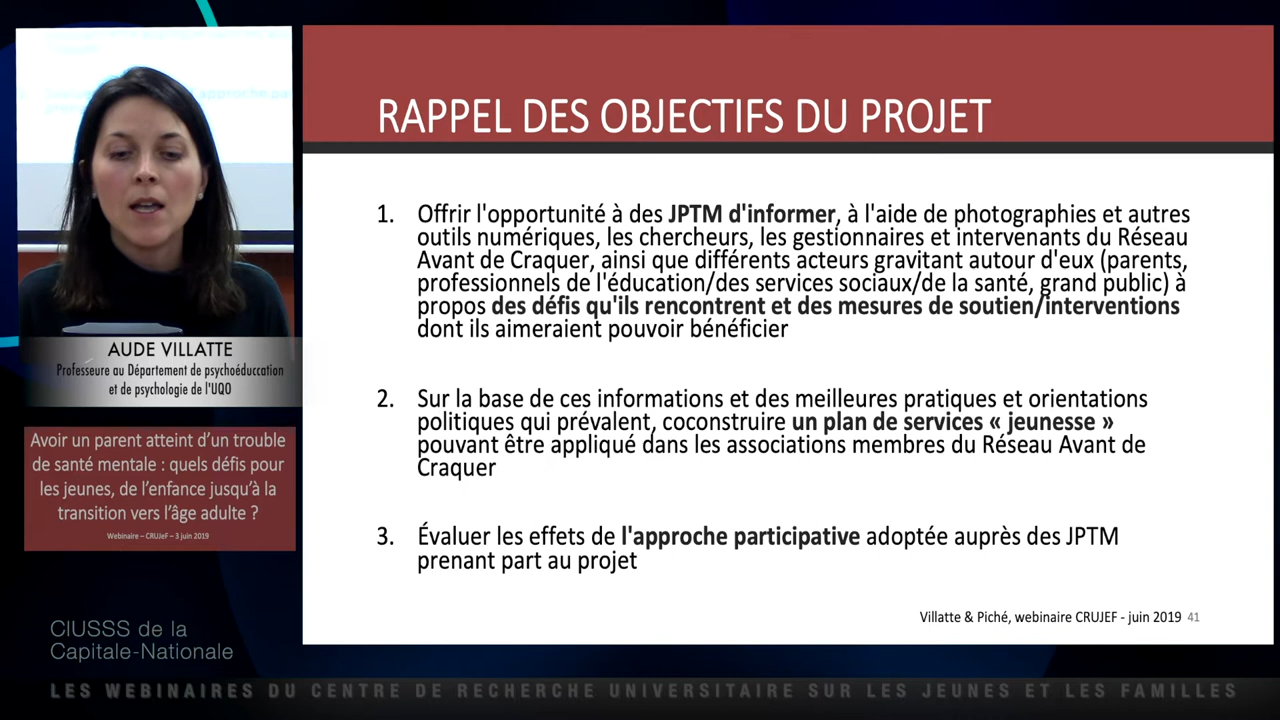 AUDE VILLATTE
Professeure au Département de psychoéduccation
et de psychologie de l'UQO
Avoir un parent atteint d'un trouble
de santé mentale : quels défis pour
les jeunes, de l'enfance jusqu'à la
transition vers l'âge adulte ?
Webinaire – CRUJeF – 3 juin 2019
CIUSSS de la
Capitale-Nationale
RAPPEL DES OBJECTIFS DU PROJET
1. Offrir l'opportunité à des JPTM d'informer, à l'aide de photographies et autres
outils numériques, les chercheurs, les gestionnaires et intervenants du Réseau
Avant de Craquer, ainsi que différents acteurs gravitant autour d'eux (parents,
professionnels de l'éducation/des services sociaux/de la santé, grand public) à
propos des défis qu'ils rencontrent et des mesures de soutien/interventions
dont ils aimeraient pouvoir bénéficier
2. Sur la base de ces informations et des meilleures pratiques et orientations
politiques qui prévalent, coconstruire un plan de services « jeunesse »
pouvant être appliqué dans les associations membres du Réseau Avant de
Craquer
3. Évaluer les effets de l'approche participative adoptée auprès des JPTM
prenant part au projet
Villatte & Piché, webinaire CRUJEF - juin 2019 41
LES WEBINAIRES DU CENTRE DE RECHERCHE UNIVERSITAIRE SUR LES JEUNES ET LES FAMILLES